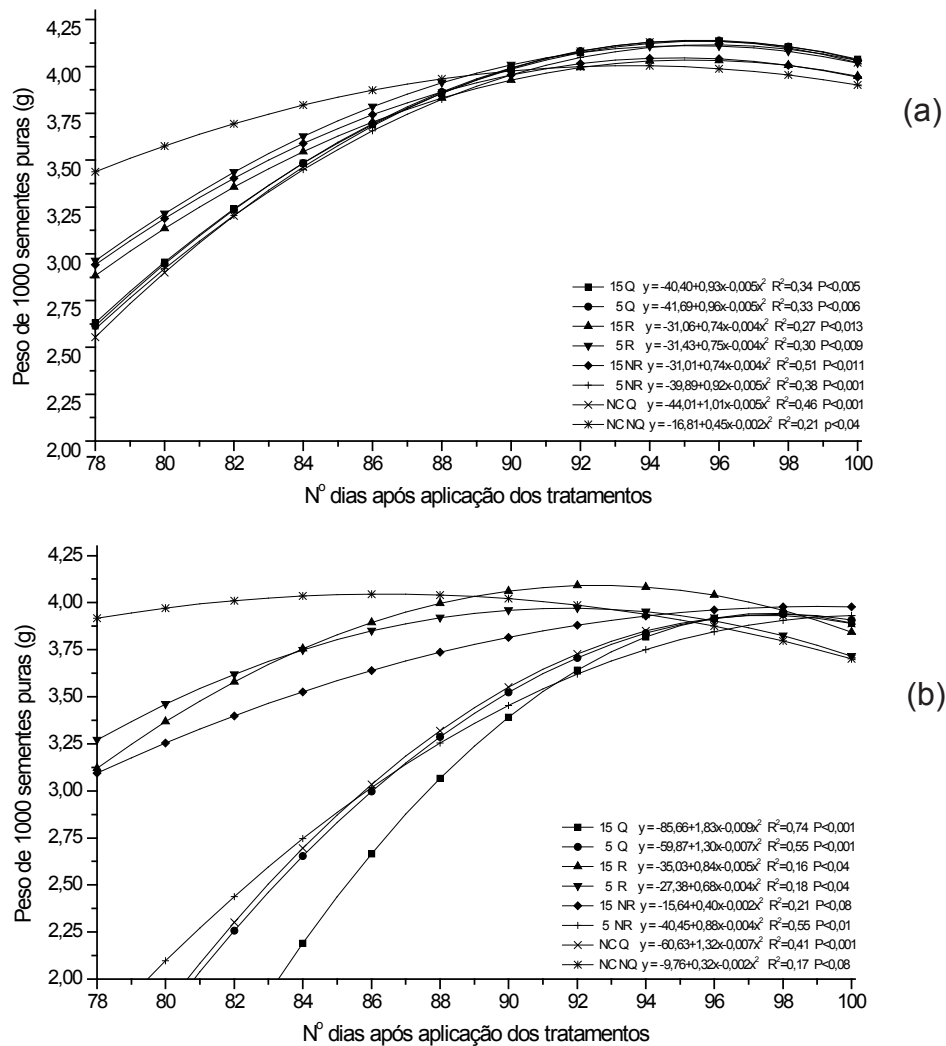 4,25
4,00
3,75
3,50
3,25
3,00
2,75
2,50
2,25
2,00
Peso de 1000 sementes puras (g)
(a)
15 Q y =-40,40+0,93x-0,005x² R²=0,34 P<0,005
5 Q y =-41,69+0,96x-0,005x² R²=0,33 P<0,006
15 R y =-31,06+0,74x-0,004x² R²=0,27 P<0,013
5 R y =-31,43+0,75x-0,004x² R²=0,30 P<0,009
15 NR y =-31,01+0,74x-0,004x² R²=0,51 P<0,011
5 NR y =-39,89+0,92x-0,005x² R²=0,38 P<0,001
NC Q y =-44,01+1,01x-0,005x² R²=0,46 P<0,001
NC NQ y =-16,81+0,45x-0,002x² R²=0,21 p<0,04
78 80 82 84 86 88 90 92 94 96 98 100
Nº dias após aplicação dos tratamentos
4,25
4,00
3,75
3,50
3,25
3,00
2,75
2,50
2,25
2,00
Peso de 1000 sementes puras (g)
(b)
15 Q y =-85,66+1,83x-0,009x² R²=0,74 P<0,001
5 Q y =-59,87+1,30x-0,007x² R²=0,55 P<0,001
15 R y =-35,03+0,84x-0,005x² R²=0,16 P<0,04
5 R y =-27,38+0,68x-0,004x² R²=0,18 P<0,04
15 NR y =-15,64+0,40x-0,002x² R²=0,21 P<0,08
5 NR y =-40,45+0,88x-0,004x² R²=0,55 P<0,01
NC Q y =-60,63+1,32x-0,007x² R²=0,41 P<0,001
NC NQ y =-9,76+0,32x-0,002x² R²=0,17 P<0,08
78 80 82 84 86 88 90 92 94 96 98 100
Nº dias após aplicação dos tratamentos